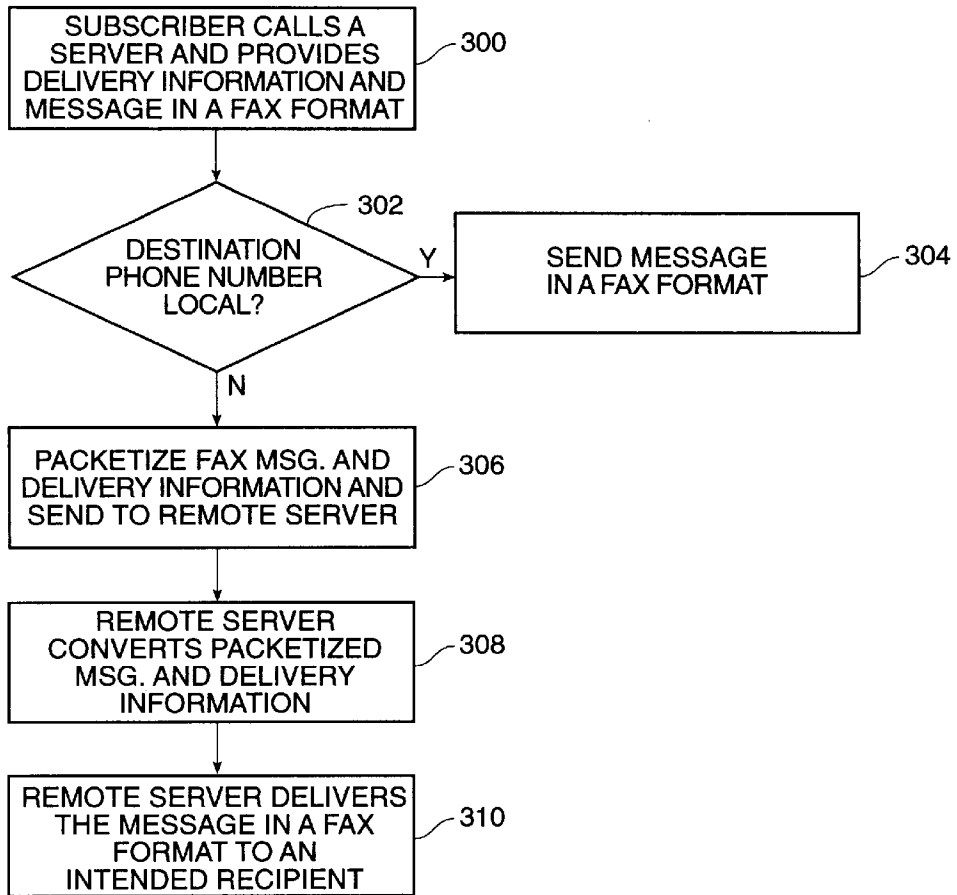 SUBSCRIBER CALLS A
SERVER AND PROVIDES
DELIVERY INFORMATION AND
MESSAGE IN A FAX FORMAT
300
302
DESTINATION
PHONE NUMBER
LOCAL?
Y
SEND MESSAGE
IN A FAX FORMAT
304
N
PACKETIZE FAX MSG. AND
DELIVERY INFORMATION AND
SEND TO REMOTE SERVER
306
REMOTE SERVER
CONVERTS PACKETIZED
MSG. AND DELIVERY
INFORMATION
308
REMOTE SERVER DELIVERS
THE MESSAGE IN A FAX
FORMAT TO AN
INTENDED RECIPIENT
310